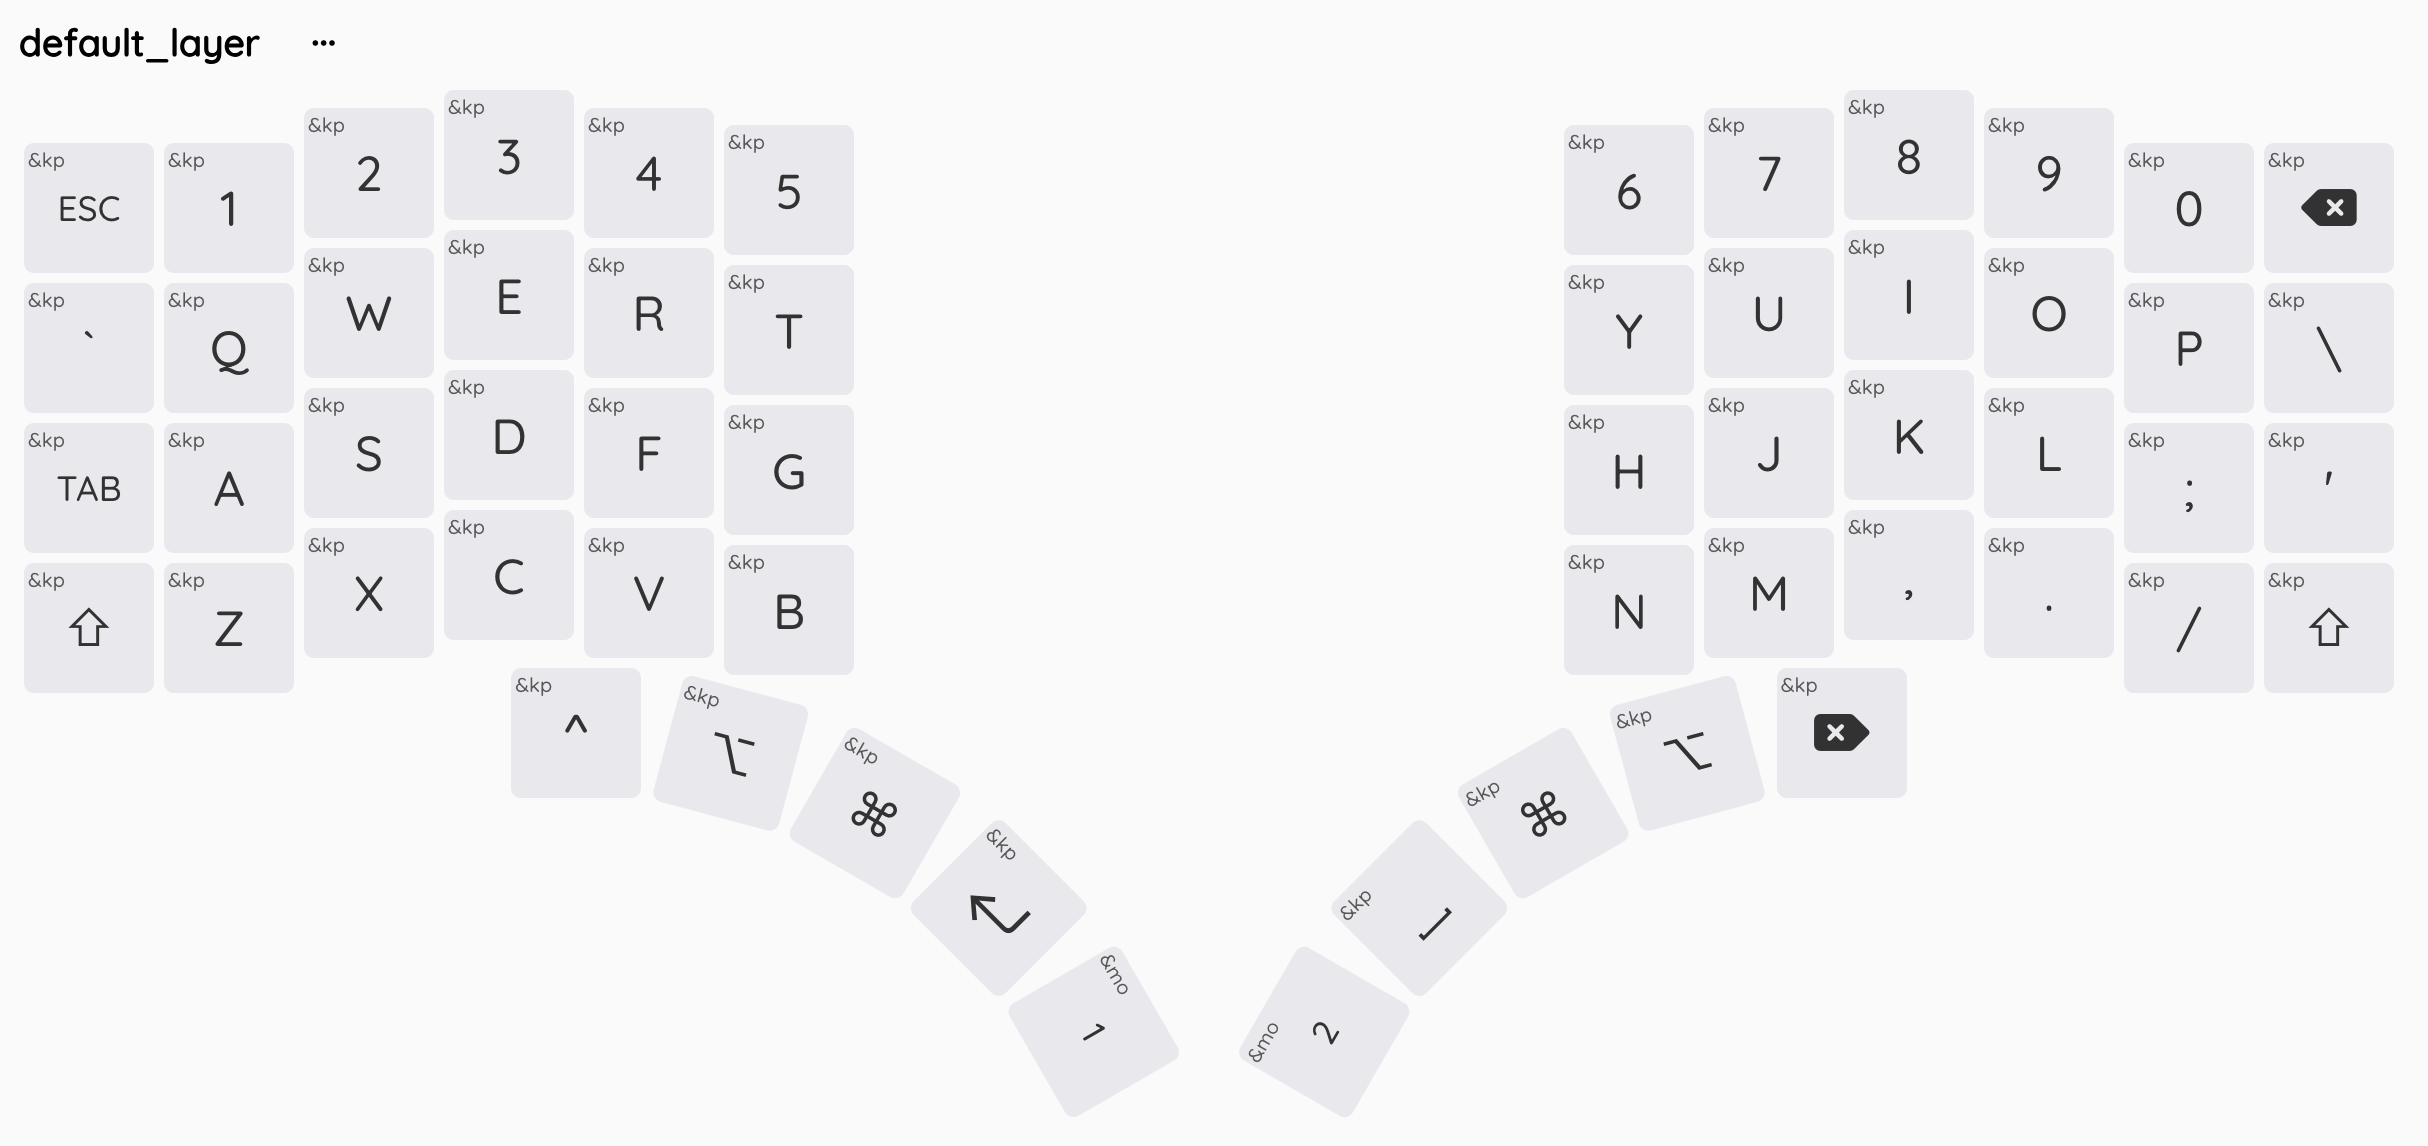 default_layer ...
&kp ESC &kp 1 &kp 2 &kp 3 &kp 4 &kp 5 &kp 6 &kp 7 &kp 8 &kp 9 &kp 0 &kp ⌫
&kp ` &kp Q &kp W &kp E &kp R &kp T &kp Y &kp U &kp I &kp O &kp P &kp \
&kp TAB &kp A &kp S &kp D &kp F &kp G &kp H &kp J &kp K &kp L &kp ; &kp '
&kp ⇧ &kp Z &kp X &kp C &kp V &kp B &kp N &kp M &kp , &kp . &kp / &kp ⇧
&kp ^ &kp ⌥ &kp ⌘ &kp ↵ &mo 1 &mo 2 &kp ⎵ &kp ⌘ &kp ⌥ &kp ⌦